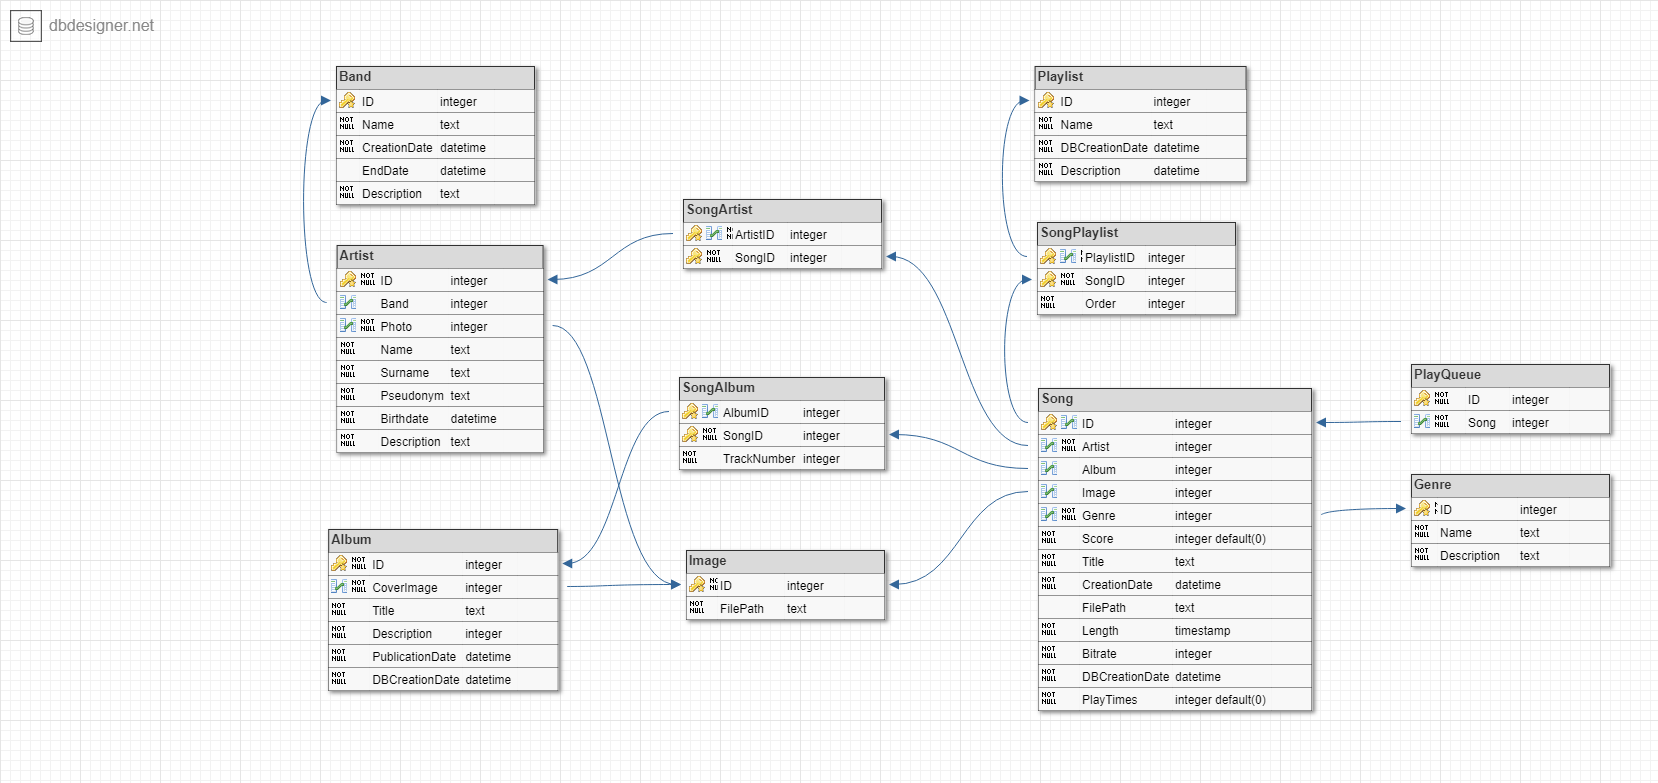 dbdesigner.net
Band
ID integer
NOT NULL Name text
NOT NULL CreationDate datetime
EndDate datetime
NOT NULL Description text
Artist
NOT NULL ID integer
Band integer
NOT NULL Photo integer
NOT NULL Name text
NOT NULL Surname text
NOT NULL Pseudonym text
NOT NULL Birthdate datetime
NOT NULL Description text
Album
NOT NULL ID integer
NOT NULL CoverImage integer
NOT NULL Title text
NOT NULL Description integer
NOT NULL PublicationDate datetime
NOT NULL DBCreationDate datetime
SongArtist
ArtistID integer
NOT NULL SongID integer
SongAlbum
AlbumID integer
NOT NULL SongID integer
NOT NULL TrackNumber integer
Image
ID integer
NOT NULL FilePath text
Playlist
ID integer
NOT NULL Name text
NOT NULL DBCreationDate datetime
NOT NULL Description datetime
SongPlaylist
PlaylistID integer
NOT NULL SongID integer
NOT NULL Order integer
Song
ID integer
NOT NULL Artist integer
Album integer
Image integer
NOT NULL Genre integer
NOT NULL Score integer default(0)
NOT NULL Title text
NOT NULL CreationDate datetime
FilePath text
NOT NULL Length timestamp
NOT NULL Bitrate integer
NOT NULL DBCreationDate datetime
NOT NULL PlayTimes integer default(0)
PlayQueue
NOT NULL ID integer
NOT NULL Song integer
Genre
ID integer
NOT NULL Name text
NOT NULL Description text